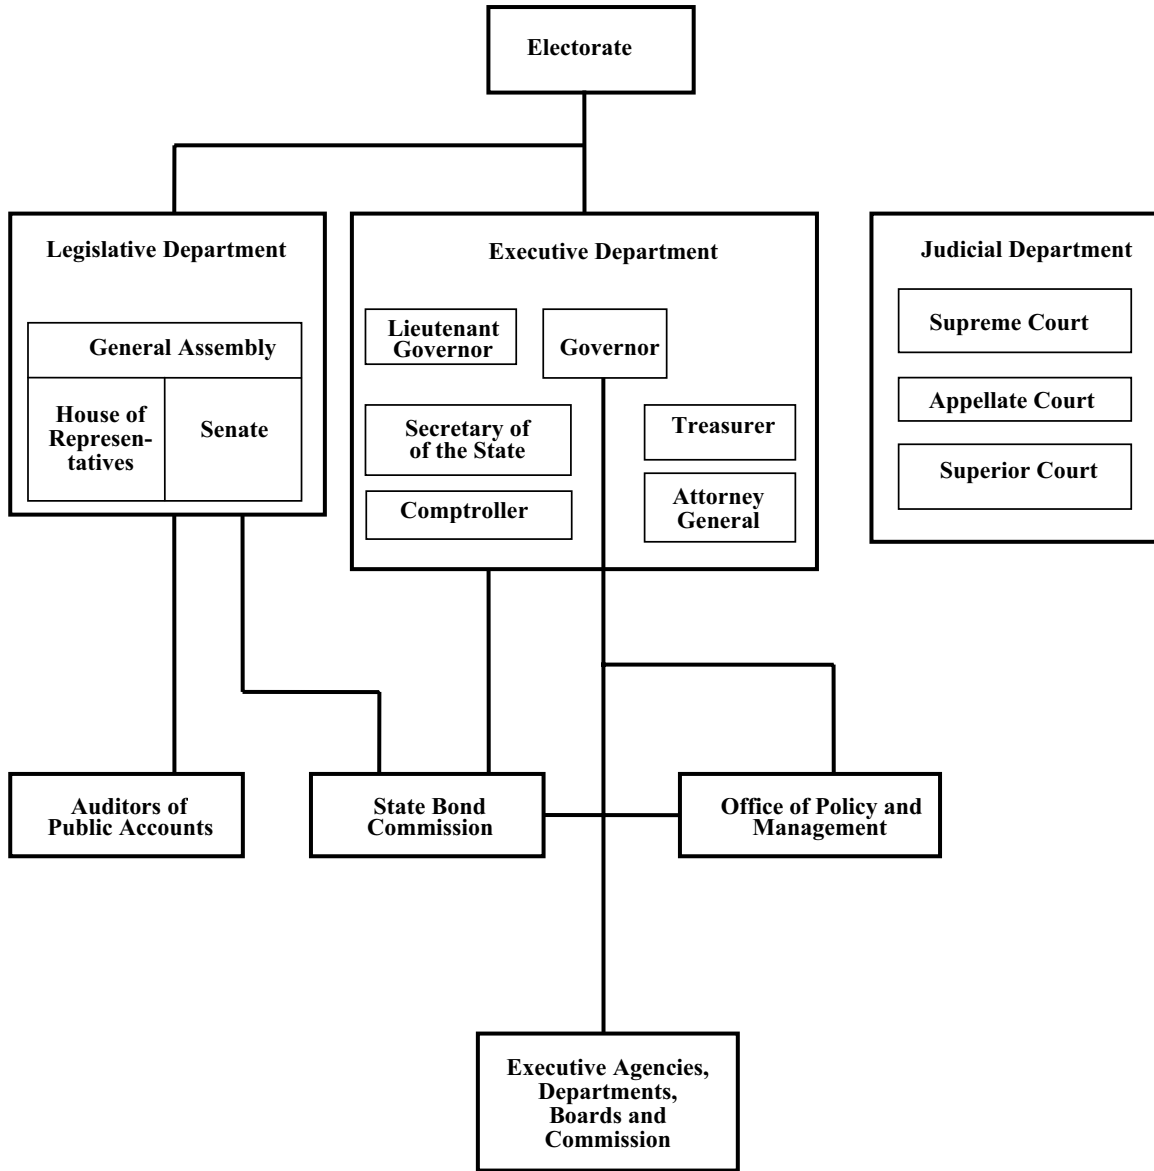 Electorate
Legislative Department
General Assembly
House of
Represen-
tatives
Senate
Executive Department
Lieutenant
Governor
Governor
Secretary of
of the State
Comptroller
Treasurer
Attorney
General
Judicial Department
Supreme Court
Appellate Court
Superior Court
Auditors of
Public Accounts
State Bond
Commission
Office of Policy and
Management
Executive Agencies,
Departments,
Boards and
Commission